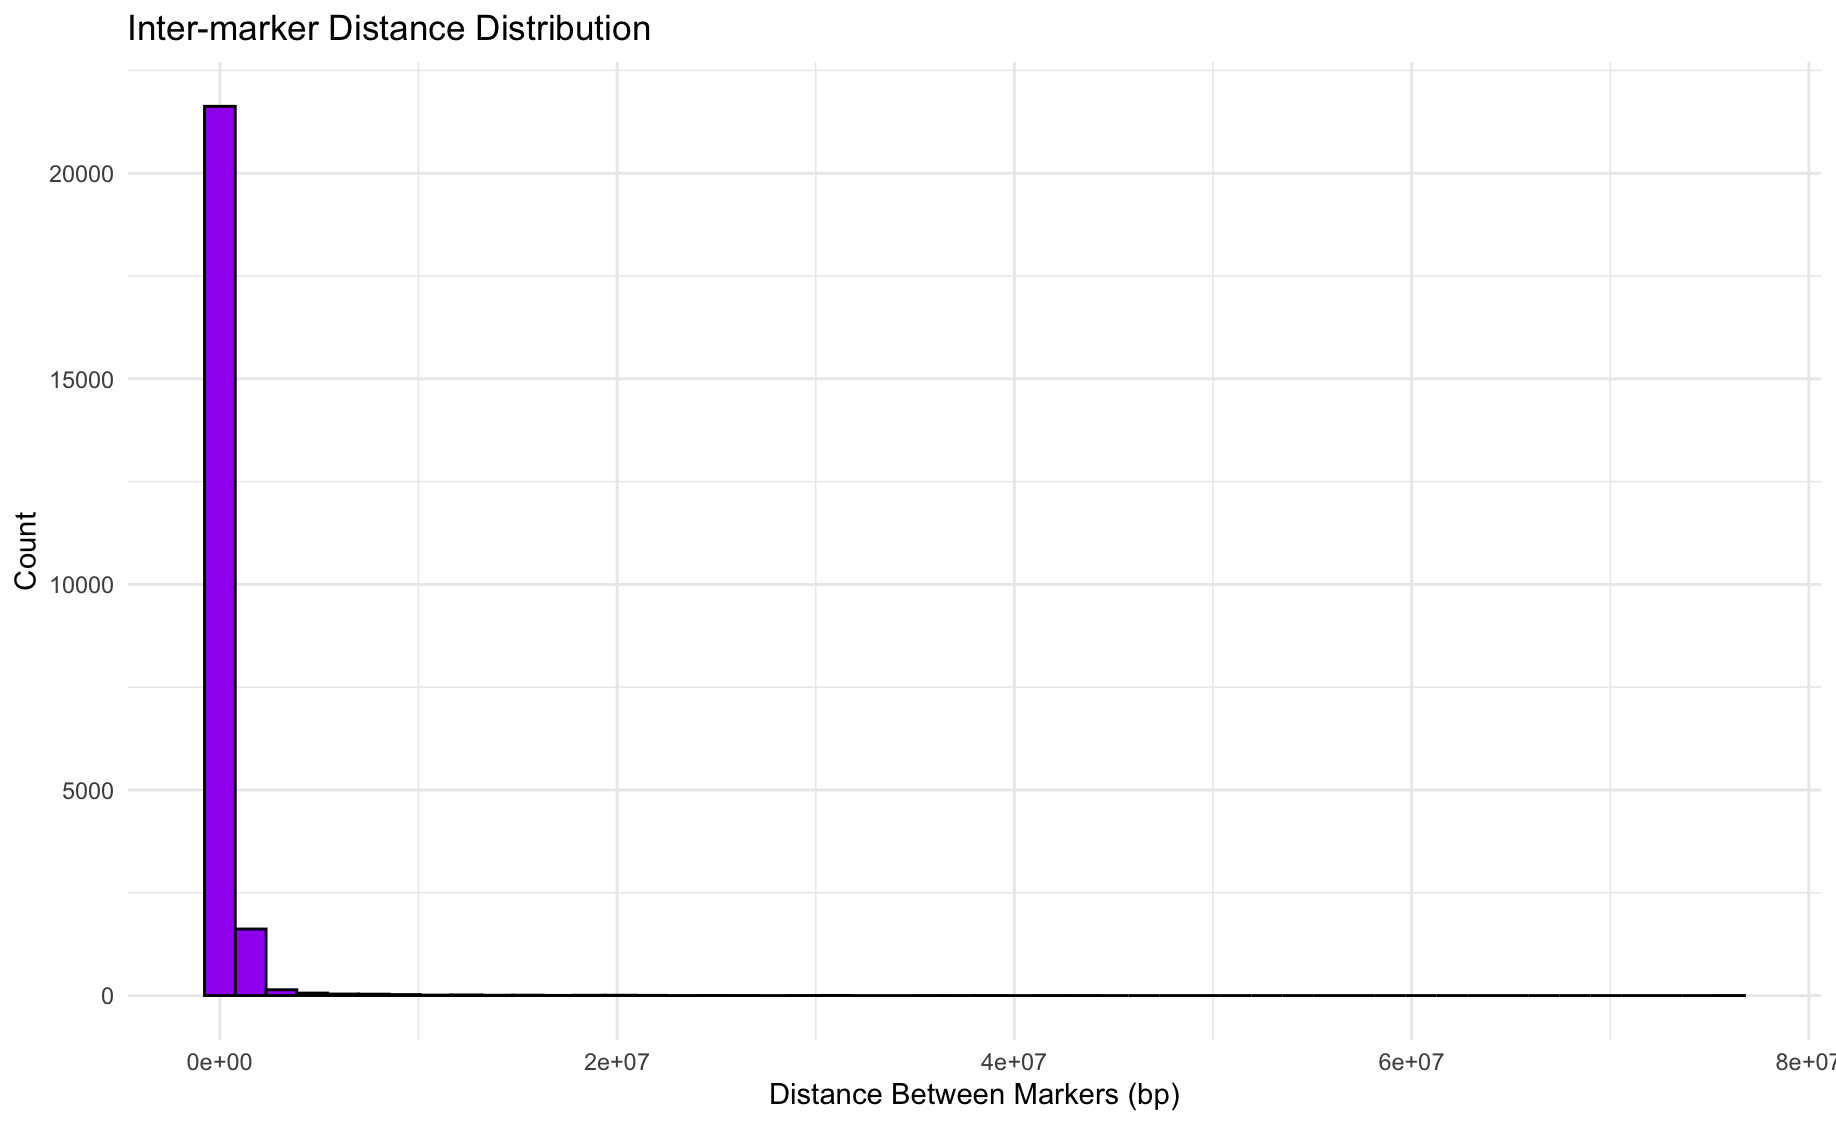 Inter-marker Distance Distribution
Count
20000
15000
10000
5000
0
0e+00 2e+07 4e+07 6e+07 8e+07
Distance Between Markers (bp)